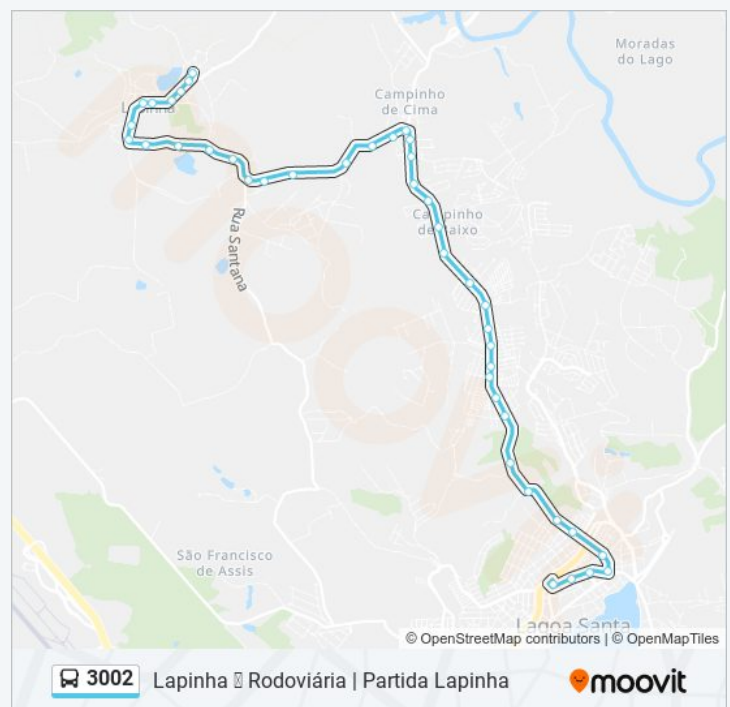 Moradas
do Lago
Campinho
de Cima
Lapinha
Campinho
de Baixo
Rua Santana
São Francisco
de Assis
Lagoa Santa
© OpenStreetMap contributors | © OpenMapTiles
3002 Lapinha ⍰ Rodoviária | Partida Lapinha
moovit